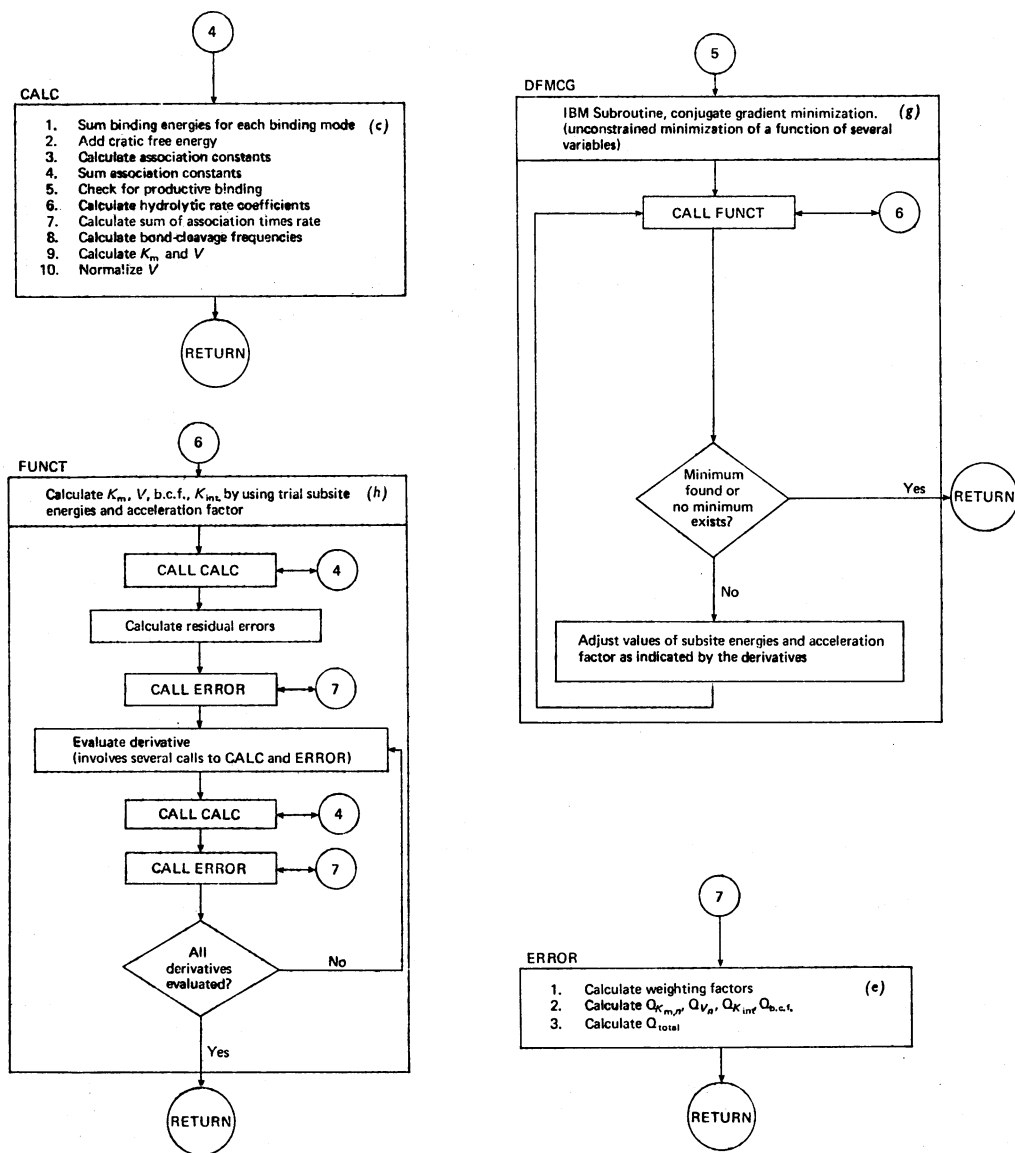 4
CALC
1. Sum binding energies for each binding mode (c)
2. Add cratic free energy
3. Calculate association constants
4. Sum association constants
5. Check for productive binding
6. Calculate hydrolytic rate coefficients
7. Calculate sum of association times rate
8. Calculate bond-cleavage frequencies
9. Calculate Km and V
10. Normalize V
RETURN
5
DFMCG
IBM Subroutine, conjugate gradient minimization. (g)
(unconstrained minimization of a function of several
variables)
CALL FUNCT
6
Minimum
found or
no minimum
exists?
Yes
RETURN
No
Adjust values of subsite energies and acceleration
factor as indicated by the derivatives
6
FUNCT
Calculate Km, V, b.c.f., Kint, by using trial subsite (h)
energies and acceleration factor
CALL CALC
4
Calculate residual errors
CALL ERROR
7
Evaluate derivative
(involves several calls to CALC and ERROR)
CALL CALC
4
CALL ERROR
7
All
derivatives
evaluated?
No
Yes
RETURN
7
ERROR
1. Calculate weighting factors (e)
2. Calculate QKm,n, QVn, QKint, Qb.c.f.
3. Calculate Qtotal
RETURN